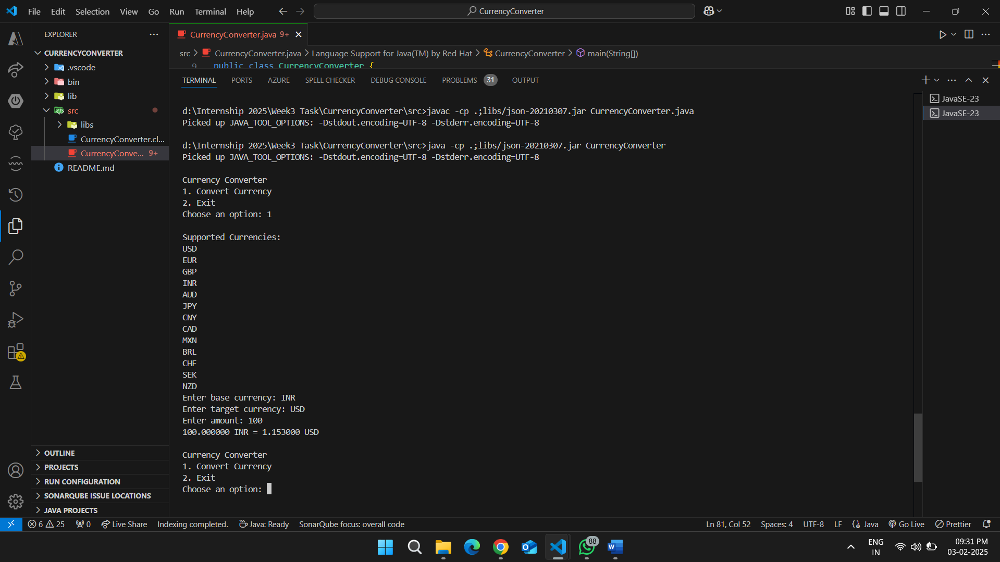 File Edit Selection View Go Run Terminal Help
CurrencyConverter
EXPLORER
CURRENCYCONVERTER
.vscode
bin
lib
src
libs
CurrencyConverter.cl...
CurrencyConve... 9+
README.md
OUTLINE
PROJECTS
RUN CONFIGURATION
SONARQUBE ISSUE LOCATIONS
JAVA PROJECTS
CurrencyConverter.java 9+
src > CurrencyConverter.java > Language Support for Java(TM) by Red Hat > CurrencyConverter > main(String[])
9 public class CurrencyConverter {
TERMINAL PORTS AZURE SPELL CHECKER DEBUG CONSOLE PROBLEMS 31 OUTPUT
JavaSE-23
JavaSE-23
d:\Internship 2025\Week3 Task\CurrencyConverter\src>javac -cp .;libs/json-20210307.jar CurrencyConverter.java
Picked up JAVA_TOOL_OPTIONS: -Dstdout.encoding=UTF-8 -Dstderr.encoding=UTF-8
d:\Internship 2025\Week3 Task\CurrencyConverter\src>java -cp .;libs/json-20210307.jar CurrencyConverter
Picked up JAVA_TOOL_OPTIONS: -Dstdout.encoding=UTF-8 -Dstderr.encoding=UTF-8
Currency Converter
1. Convert Currency
2. Exit
Choose an option: 1
Supported Currencies:
USD
EUR
GBP
INR
AUD
JPY
CNY
CAD
MXN
BRL
CHF
SEK
NZD
Enter base currency: INR
Enter target currency: USD
Enter amount: 100
100.000000 INR = 1.153000 USD
Currency Converter
1. Convert Currency
2. Exit
Choose an option:
6 25 0 Live Share Indexing completed. Java: Ready SonarQube focus: overall code Ln 81, Col 52 Spaces: 4 UTF-8 LF Java Go Live Prettier
88
ENG
IN
09:31 PM
03-02-2025